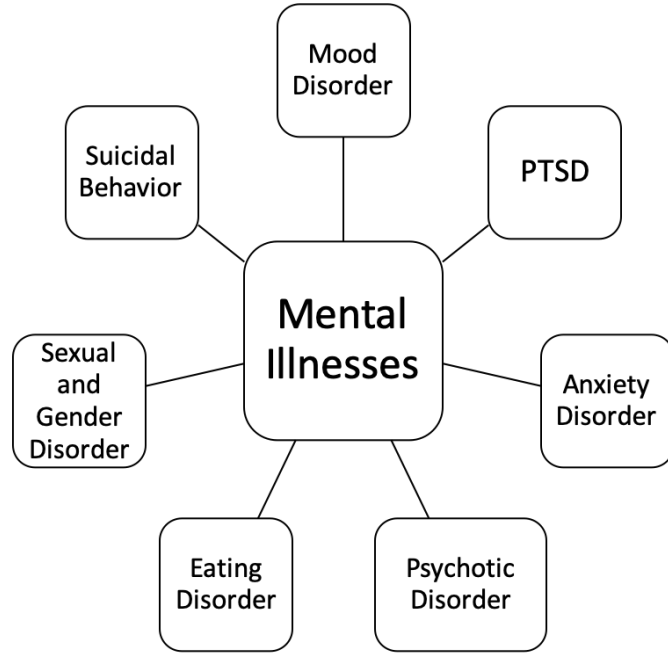 Mood
Disorder
PTSD
Anxiety
Disorder
Psychotic
Disorder
Eating
Disorder
Sexual
and
Gender
Disorder
Suicidal
Behavior
Mental
Illnesses